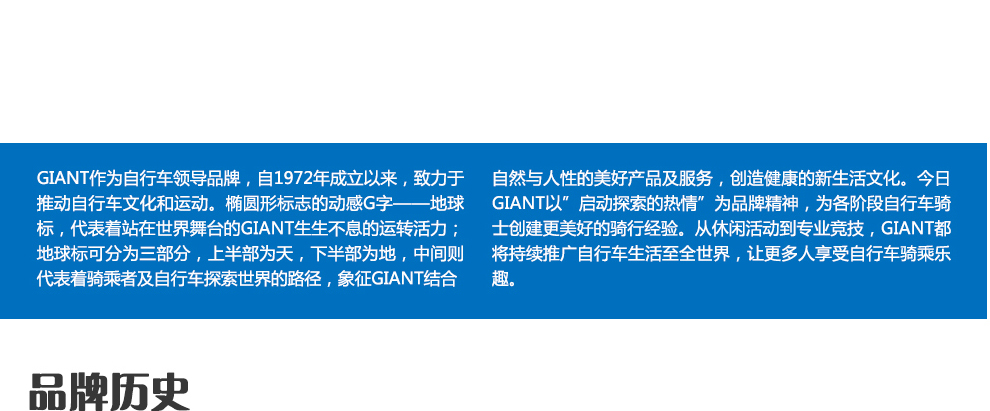 GIANT作为自行车领导品牌，自1972年成立以来，致力于
推动自行车文化和运动。椭圆形标志的动感G字——地球
标，代表着站在世界舞台的GIANT生生不息的运转活力；
地球标可分为三部分，上半部为天，下半部为地，中间则
代表着骑乘者及自行车探索世界的路径，象征GIANT结合
自然与人性的美好产品及服务，创造健康的新生活文化。今日
GIANT以”启动探索的热情”为品牌精神，为各阶段自行车骑
士创建更美好的骑行经验。从休闲活动到专业竞技，GIANT都
将持续推广自行车生活至全世界，让更多人享受自行车骑乘乐
趣。
品牌历史